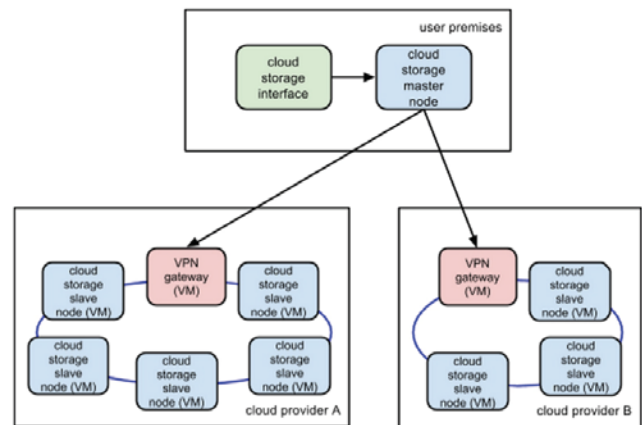 user premises
cloud
storage
interface
cloud
storage
master
node
VPN
gateway
(VM)
cloud
storage
slave
node (VM)
cloud
storage
slave
node (VM)
cloud
storage
slave
node (VM)
cloud
storage
slave
node (VM)
cloud
storage
slave
node (VM)
cloud provider A
VPN
gateway
(VM)
cloud
storage
slave
node (VM)
cloud
storage
slave
node (VM)
cloud
storage
slave
node (VM)
cloud provider B